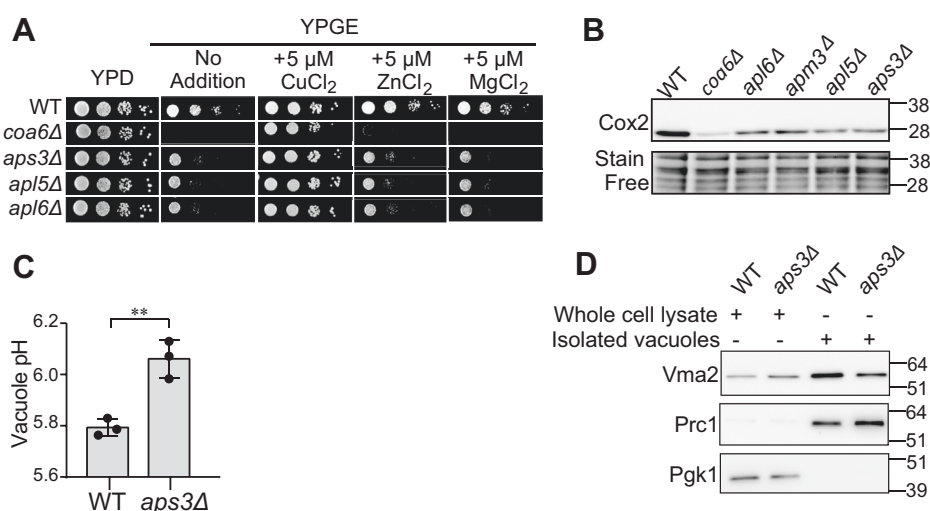 A
YPGE
YPD
No Addition
+5 µM CuCl2
+5 µM ZnCl2
+5 µM MgCl2
WT
coa6Δ
aps3Δ
apl5Δ
apl6Δ
B
WT coa6Δ apl6Δ apm3Δ apl5Δ aps3Δ
Cox2
38
28
Stain Free
38
28
C
**
Vacuole pH
6.2
6.0
5.8
5.6
WT aps3Δ
D
WT aps3Δ WT aps3Δ
Whole cell lysate + + - -
Isolated vacuoles - - + +
Vma2
64
51
Prc1
64
51
Pgk1
51
39